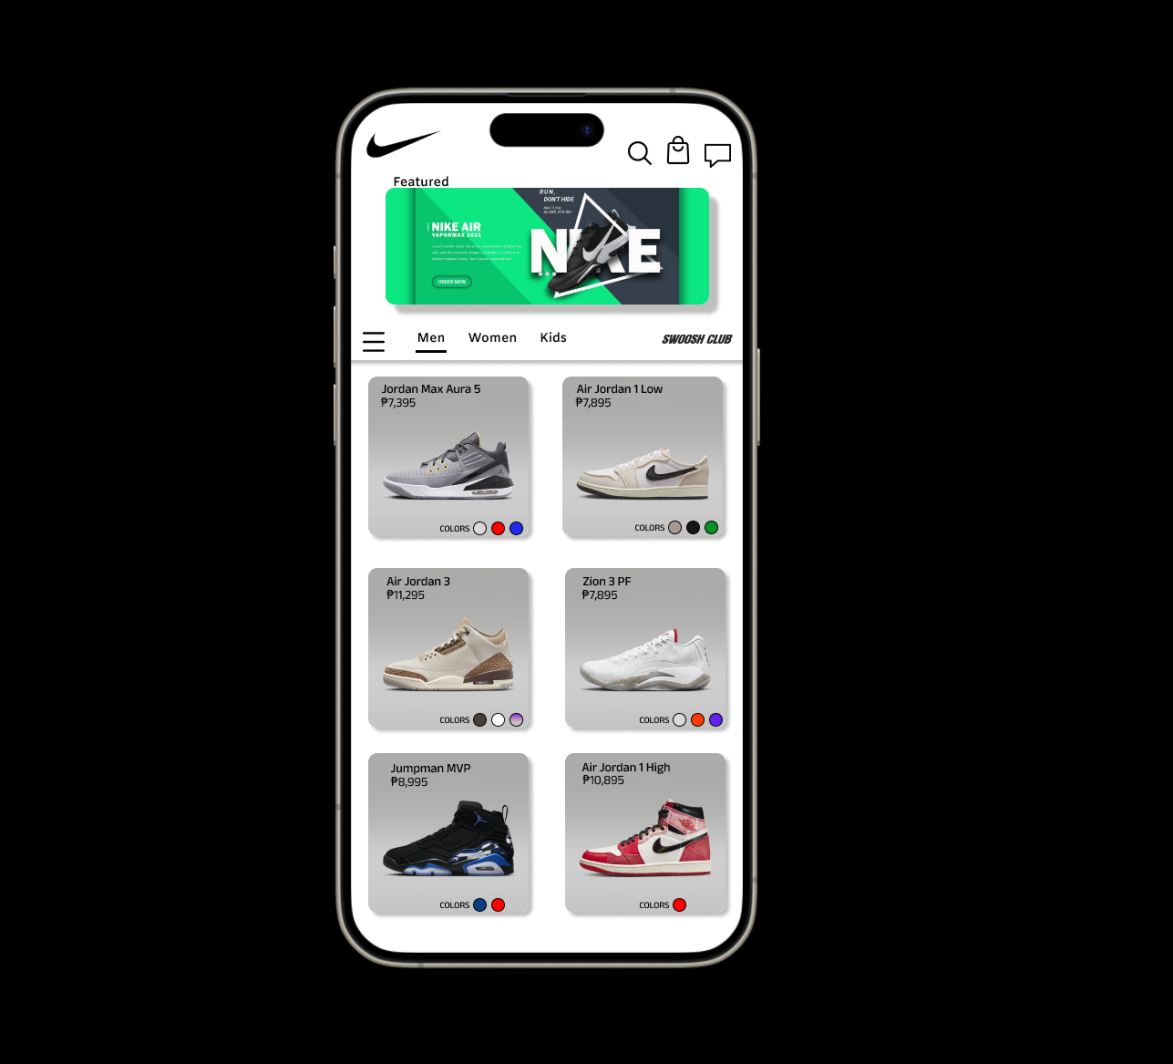 Featured
RUN,
DON'T HIDE
NIKE AIR
VAPORMAX 2021
NIKE
ORDER NOW
Men
Women
Kids
SWOOSH CLUB
Jordan Max Aura 5
₱7,395
COLORS
Air Jordan 1 Low
₱7,895
COLORS
Air Jordan 3
₱11,295
COLORS
Zion 3 PF
₱7,895
COLORS
Jumpman MVP
₱8,995
COLORS
Air Jordan 1 High
₱10,895
COLORS